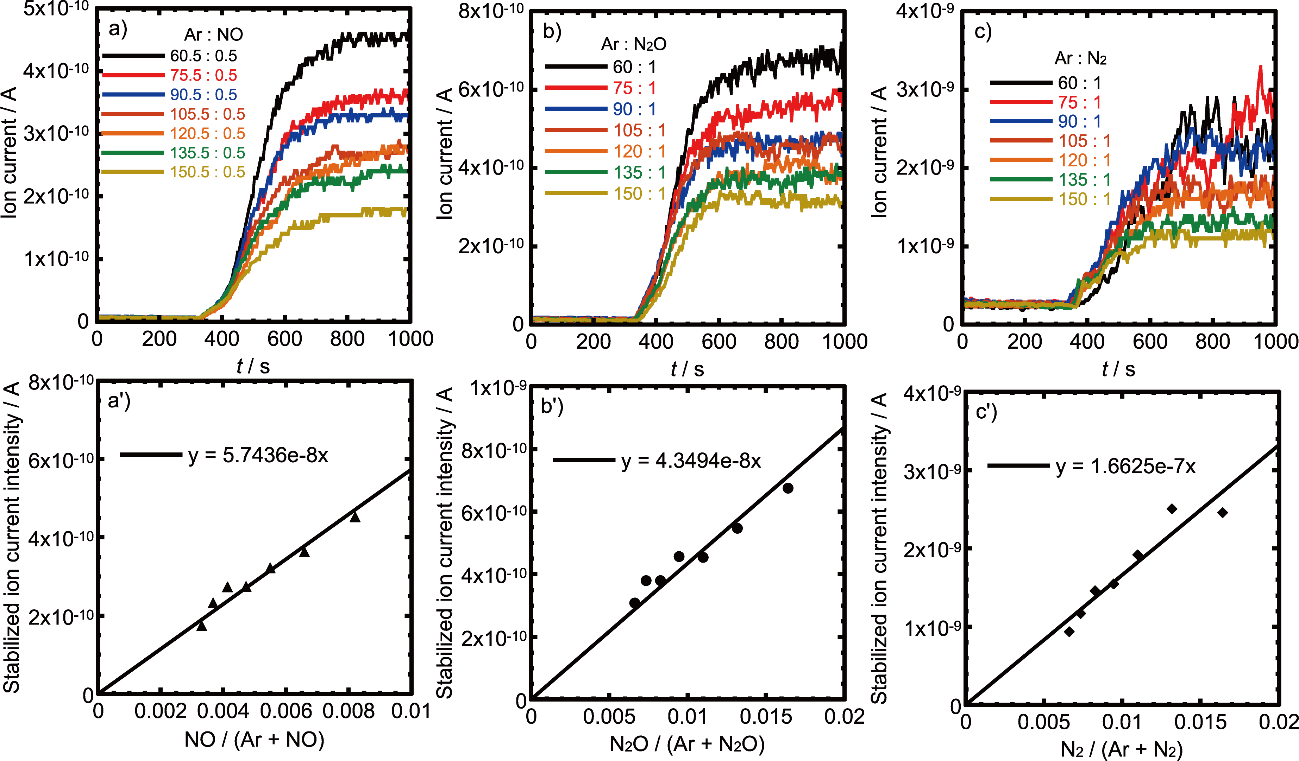 a)
Ion current / A
5x10-10
4x10-10
3x10-10
2x10-10
1x10-10
0
Ar : NO
60.5 : 0.5
75.5 : 0.5
90.5 : 0.5
105.5 : 0.5
120.5 : 0.5
135.5 : 0.5
150.5 : 0.5
0 200 400 600 800 1000
t / s
b)
Ion current / A
8x10-10
6x10-10
4x10-10
2x10-10
0
Ar : N2O
60 : 1
75 : 1
90 : 1
105 : 1
120 : 1
135 : 1
150 : 1
0 200 400 600 800 1000
t / s
c)
Ion current / A
4x10-9
3x10-9
2x10-9
1x10-9
0
Ar : N2
60 : 1
75 : 1
90 : 1
105 : 1
120 : 1
135 : 1
150 : 1
0 200 400 600 800 1000
t / s
a')
Stabilized ion current intensity / A
8x10-10
6x10-10
4x10-10
2x10-10
0
y = 5.7436e-8x
0 0.002 0.004 0.006 0.008 0.01
NO / (Ar + NO)
b')
Stabilized ion current intensity / A
1x10-9
8x10-10
6x10-10
4x10-10
2x10-10
0
y = 4.3494e-8x
0 0.005 0.01 0.015 0.02
N2O / (Ar + N2O)
c')
Stabilized ion current intensity / A
4x10-9
3x10-9
2x10-9
1x10-9
0
y = 1.6625e-7x
0 0.005 0.01 0.015 0.02
N2 / (Ar + N2)